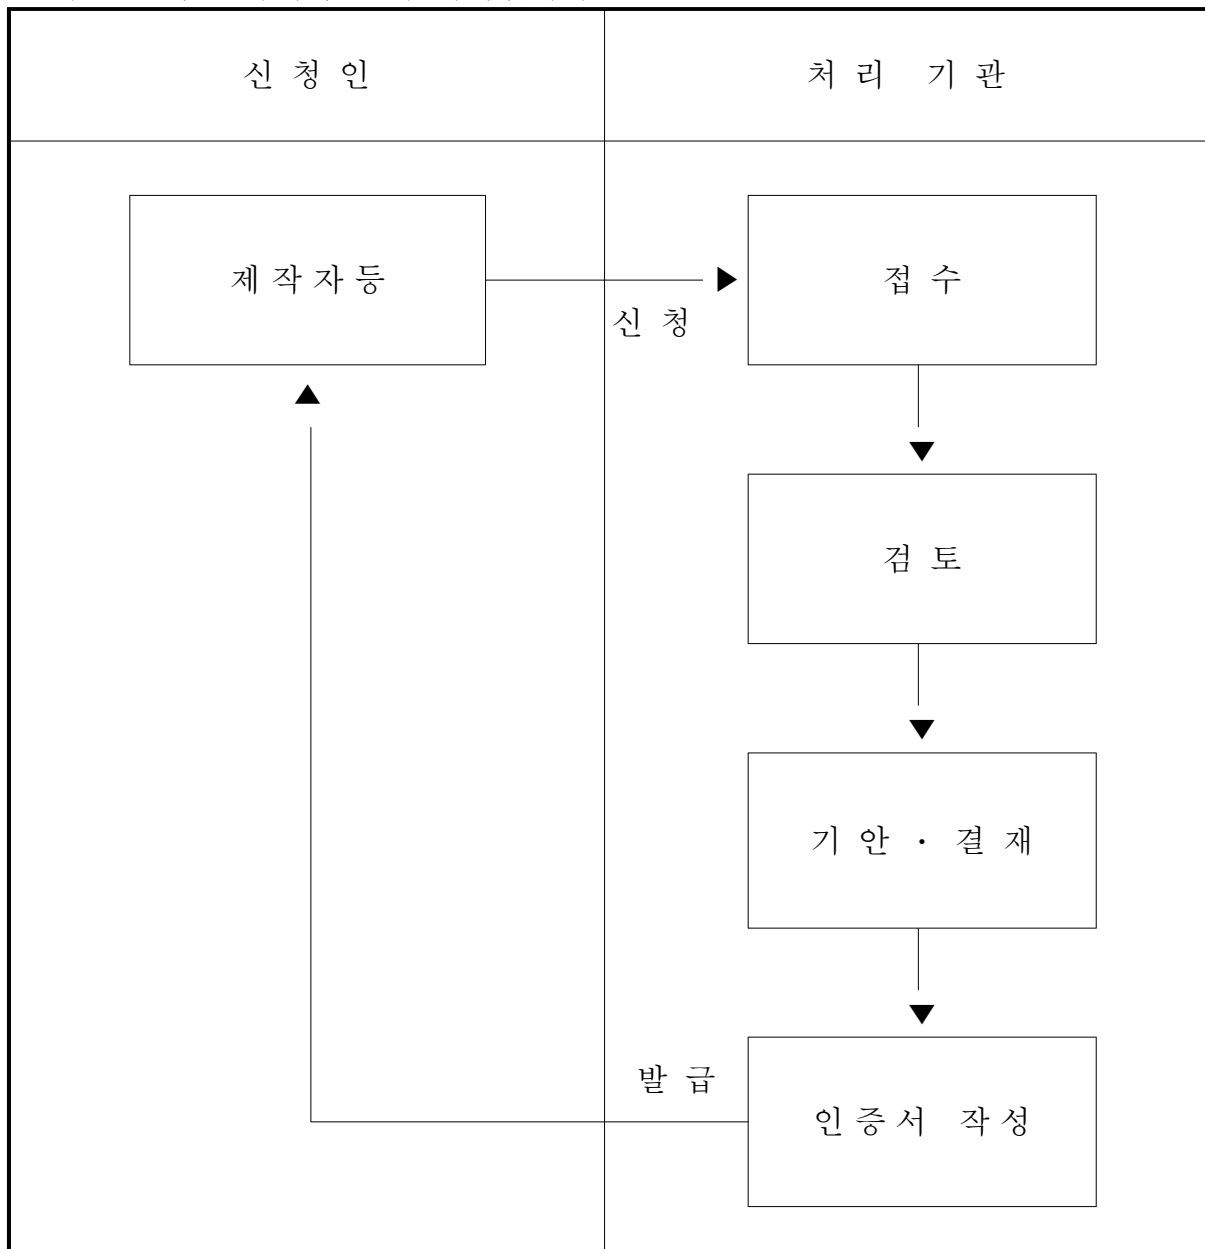 신 청 인
처 리 기 관
제 작 자 등
접 수
신 청
검 토
기 안 · 결 재
발 급
인 증 서 작 성